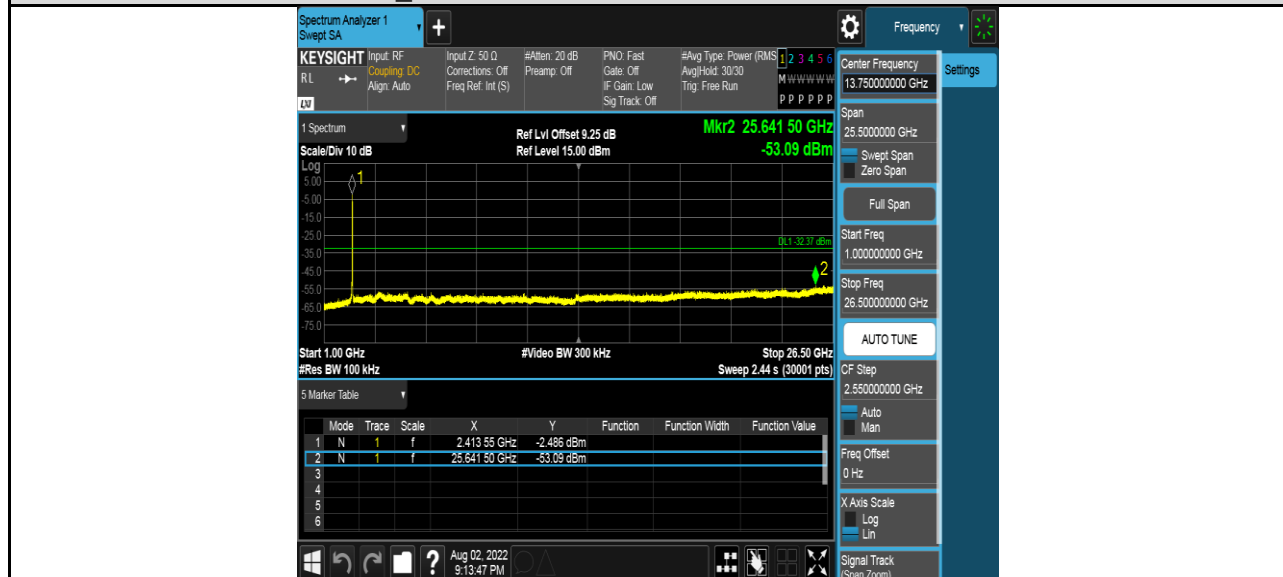 Spectrum Analyzer 1
Swept SA
+
Frequency
KEYSIGHT
RL
LXI
Input: RF
Coupling: DC
Align: Auto
Input Z: 50 Ω
Corrections: Off
Freq Ref: Int (S)
#Atten: 20 dB
Preamp: Off
PNO: Fast
Gate: Off
IF Gain: Low
Sig Track: Off
#Avg Type: Power (RMS
Avg|Hold: 30/30
Trig: Free Run
1 2 3 4 5 6
M W W W W W
P P P P P P
1 Spectrum
Scale/Div 10 dB
Ref Lvl Offset 9.25 dB
Ref Level 15.00 dBm
Mkr2 25.641 50 GHz
-53.09 dBm
Log
5.00
-5.00
-15.0
-25.0
-35.0
-45.0
-55.0
-65.0
-75.0
1
DL1 -32.37 dBm
2
Start 1.00 GHz
#Res BW 100 kHz
#Video BW 300 kHz
Stop 26.50 GHz
Sweep 2.44 s (30001 pts)
5 Marker Table
Mode Trace Scale X Y Function Function Width Function Value
1 N 1 f 2.413 55 GHz -2.486 dBm
2 N 1 f 25.641 50 GHz -53.09 dBm
3
4
5
6
?
Aug 02, 2022
9:13:47 PM
Center Frequency
13.750000000 GHz
Settings
Span
25.5000000 GHz
Swept Span
Zero Span
Full Span
Start Freq
1.000000000 GHz
Stop Freq
26.500000000 GHz
AUTO TUNE
CF Step
2.550000000 GHz
Auto
Man
Freq Offset
0 Hz
X Axis Scale
Log
Lin
Signal Track
(Span Zoom)